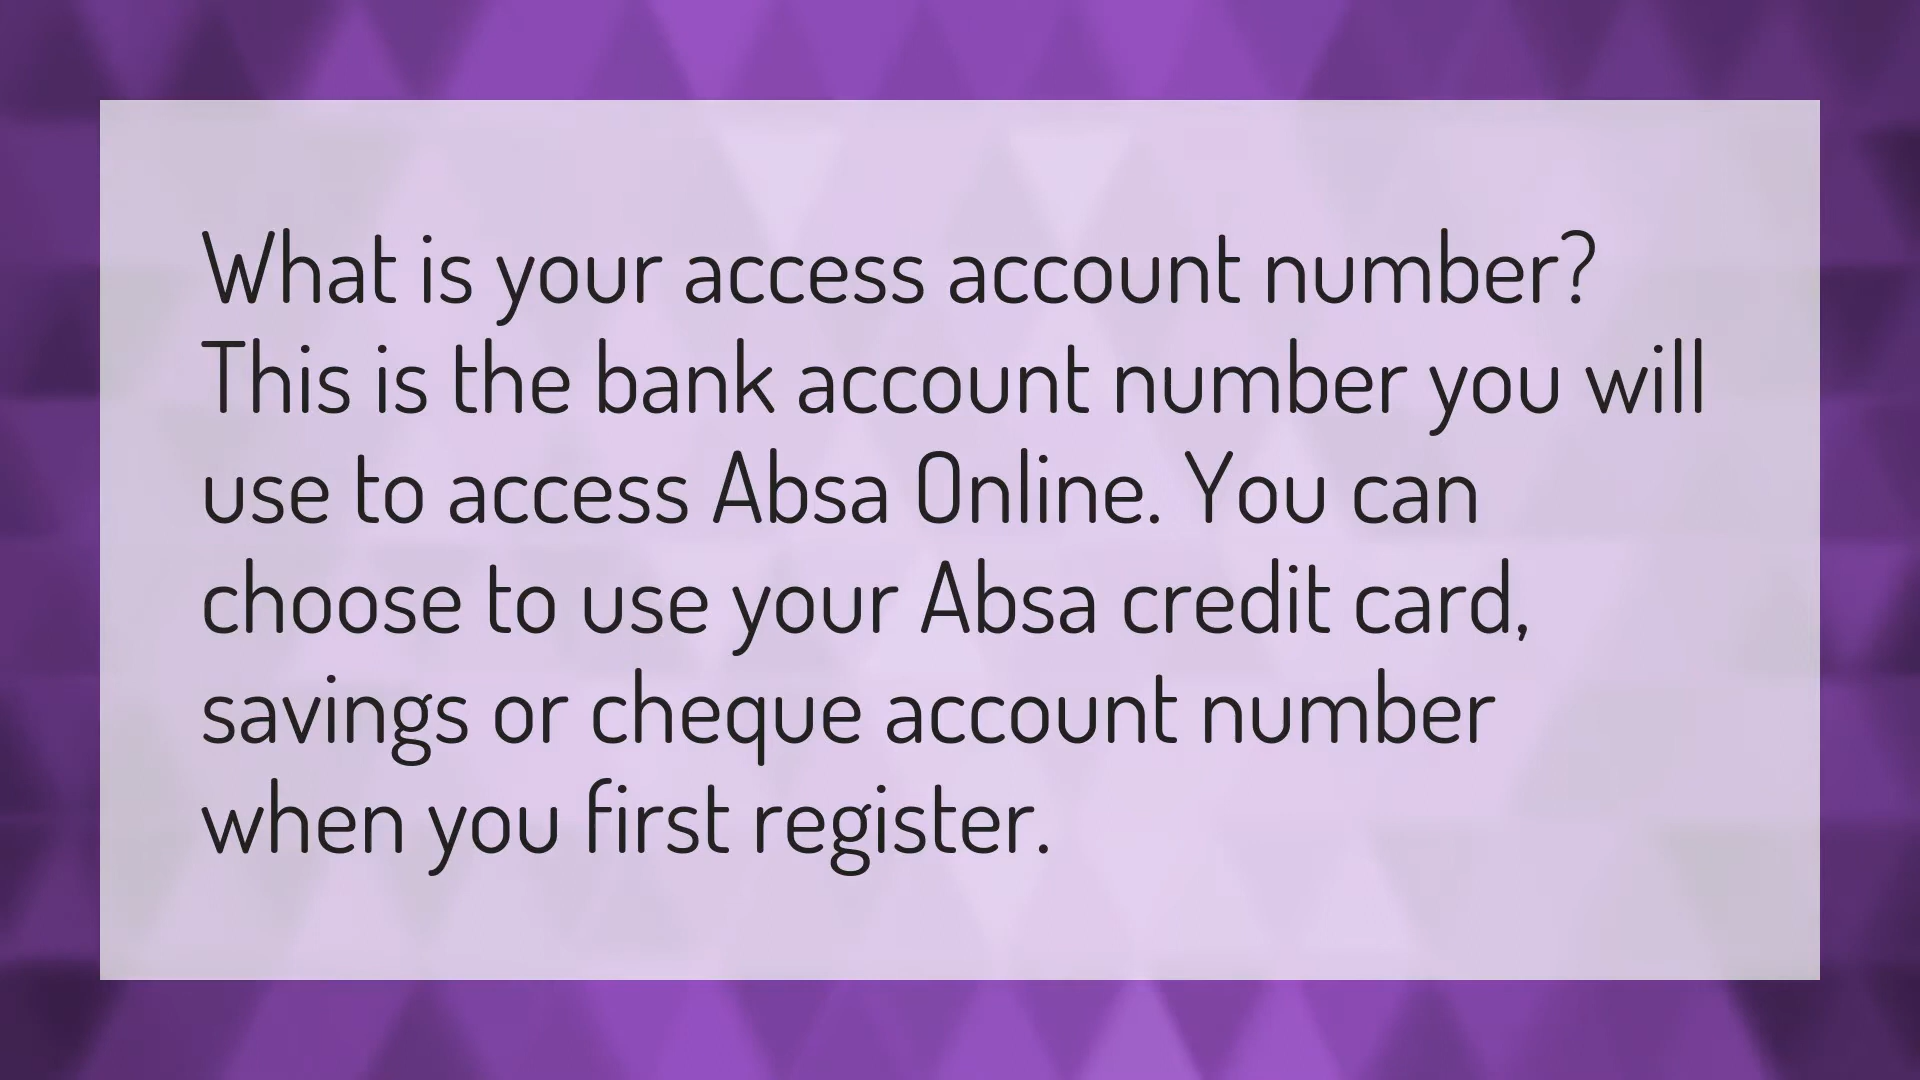 What is your access account number?
This is the bank account number you will
use to access Absa Online. You can
choose to use your Absa credit card,
savings or cheque account number
when you first register.